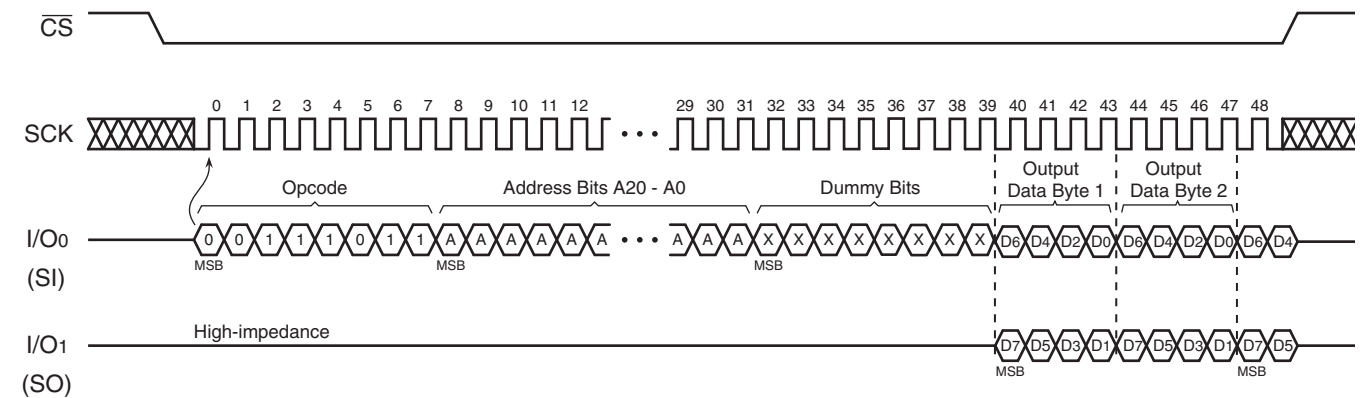 CS
0 1 2 3 4 5 6 7 8 9 10 11 12 29 30 31 32 33 34 35 36 37 38 39 40 41 42 43 44 45 46 47 48
SCK
Opcode
Address Bits A20 - A0
Dummy Bits
Output
Data Byte 1
Output
Data Byte 2
I/O0
(SI)
0 0 1 1 1 0 1 1 A A A A A A A A A X X X X X X X X D6 D4 D2 D0 D6 D4 D2 D0 D6 D4
MSB MSB MSB
High-impedance
I/O1
(SO)
D7 D5 D3 D1 D7 D5 D3 D1 D7 D5
MSB MSB